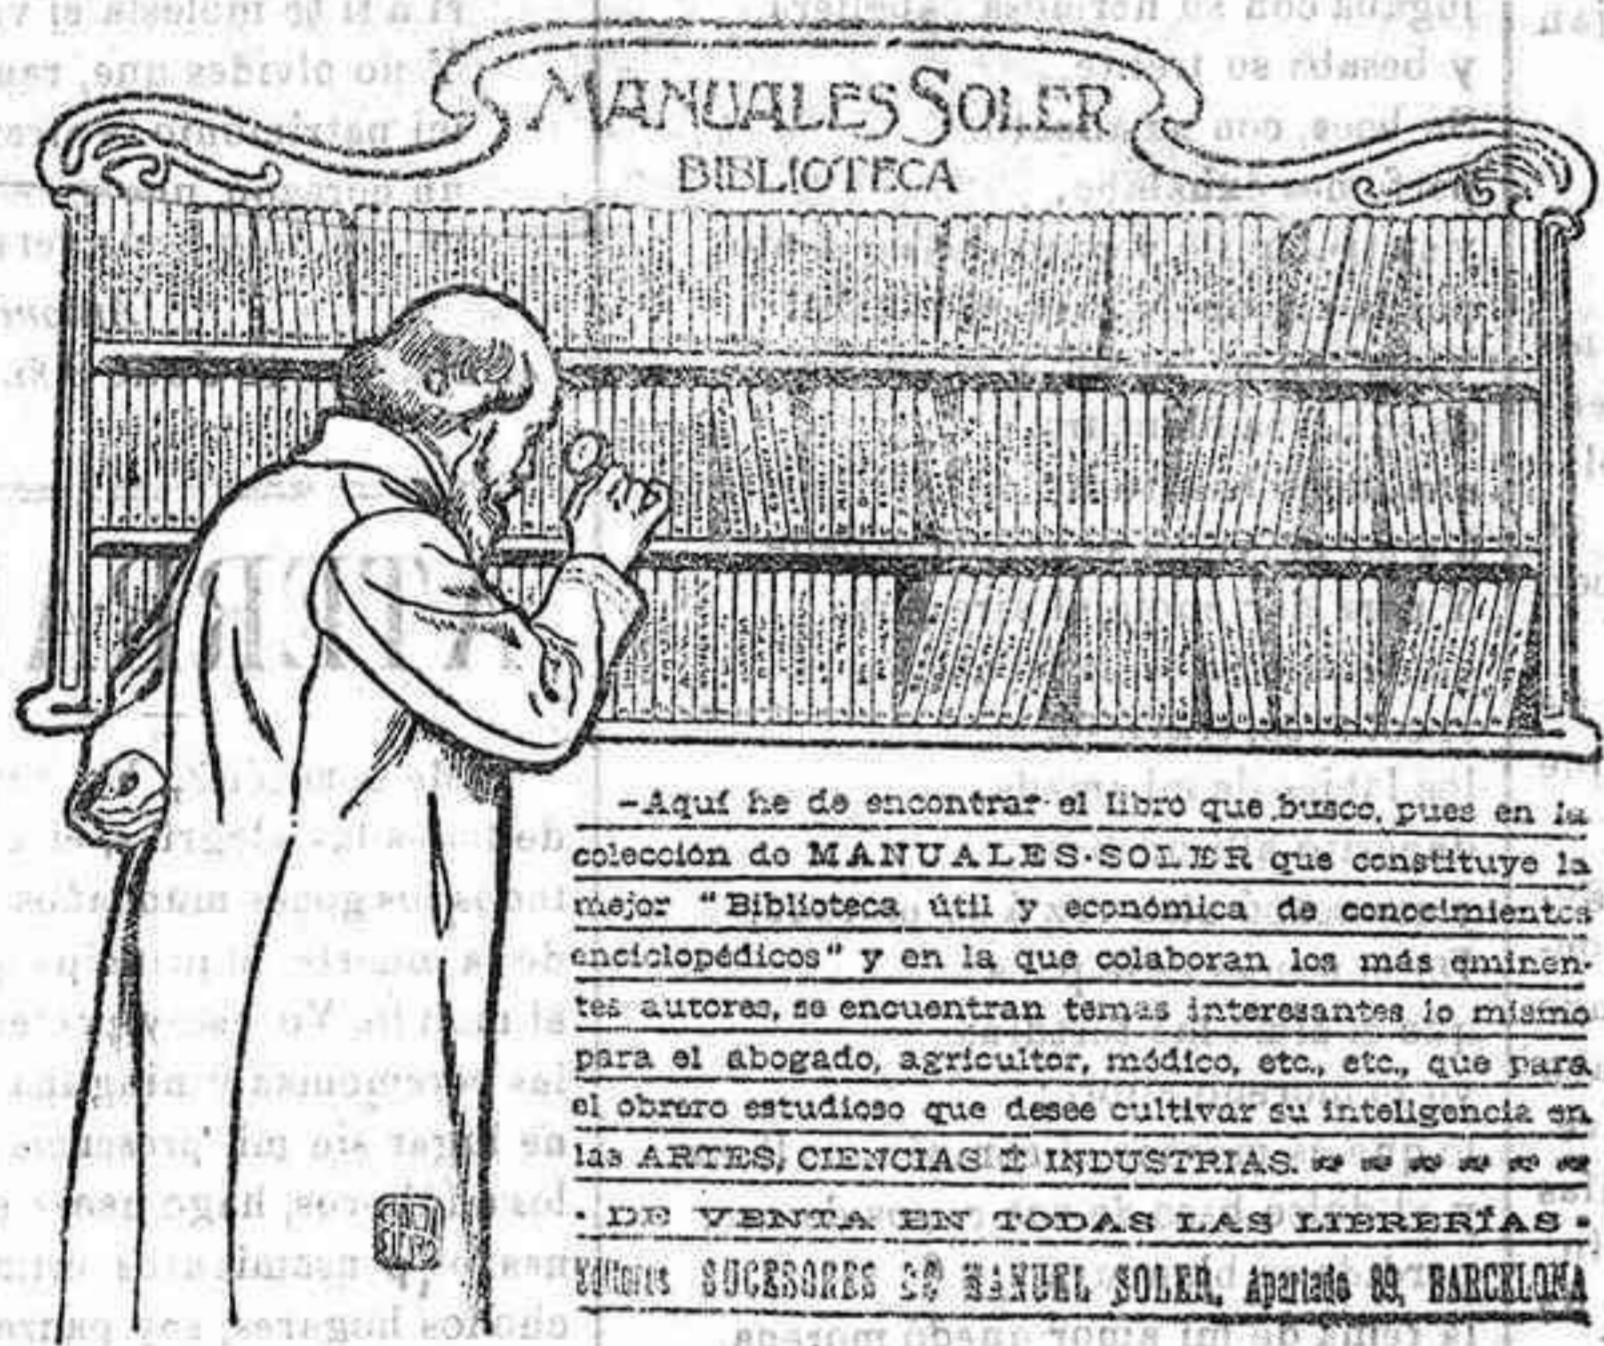 MANUALES SOLER
BIBLIOTECA
-Aquí he de encontrar el libro que busco, pues en la
colección de MANUALES-SOLER que constituye la
mejor "Biblioteca útil y económica de conocimientos
enciclopédicos" y en la que colaboran los más eminen-
tes autores, se encuentran temas interesantes lo mismo
para el abogado, agricultor, médico, etc., etc., que para
el obrero estudioso que desee cultivar su inteligencia en
las ARTES, CIENCIAS É INDUSTRIAS.
· DE VENTA EN TODAS LAS LIBRERÍAS ·
Editores SUCESORES DE MANUEL SOLER, Apartado 89, BARCELONA